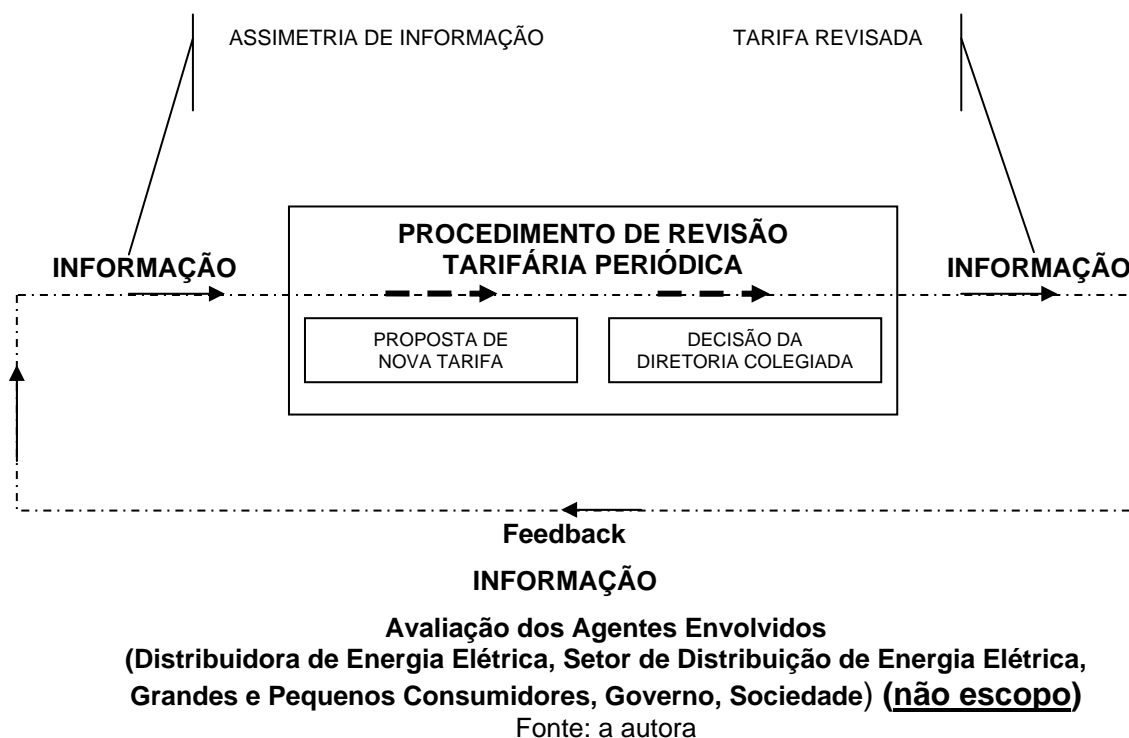 ASSIMETRIA DE INFORMAÇÃO
TARIFA REVISADA
PROCEDIMENTO DE REVISÃO
TARIFÁRIA PERIÓDICA
INFORMAÇÃO
INFORMAÇÃO
PROPOSTA DE
NOVA TARIFA
DECISÃO DA
DIRETORIA COLEGIADA
Feedback
INFORMAÇÃO
Avaliação dos Agentes Envolvidos
(Distribuidora de Energia Elétrica, Setor de Distribuição de Energia Elétrica,
Grandes e Pequenos Consumidores, Governo, Sociedade) (não escopo)
Fonte: a autora